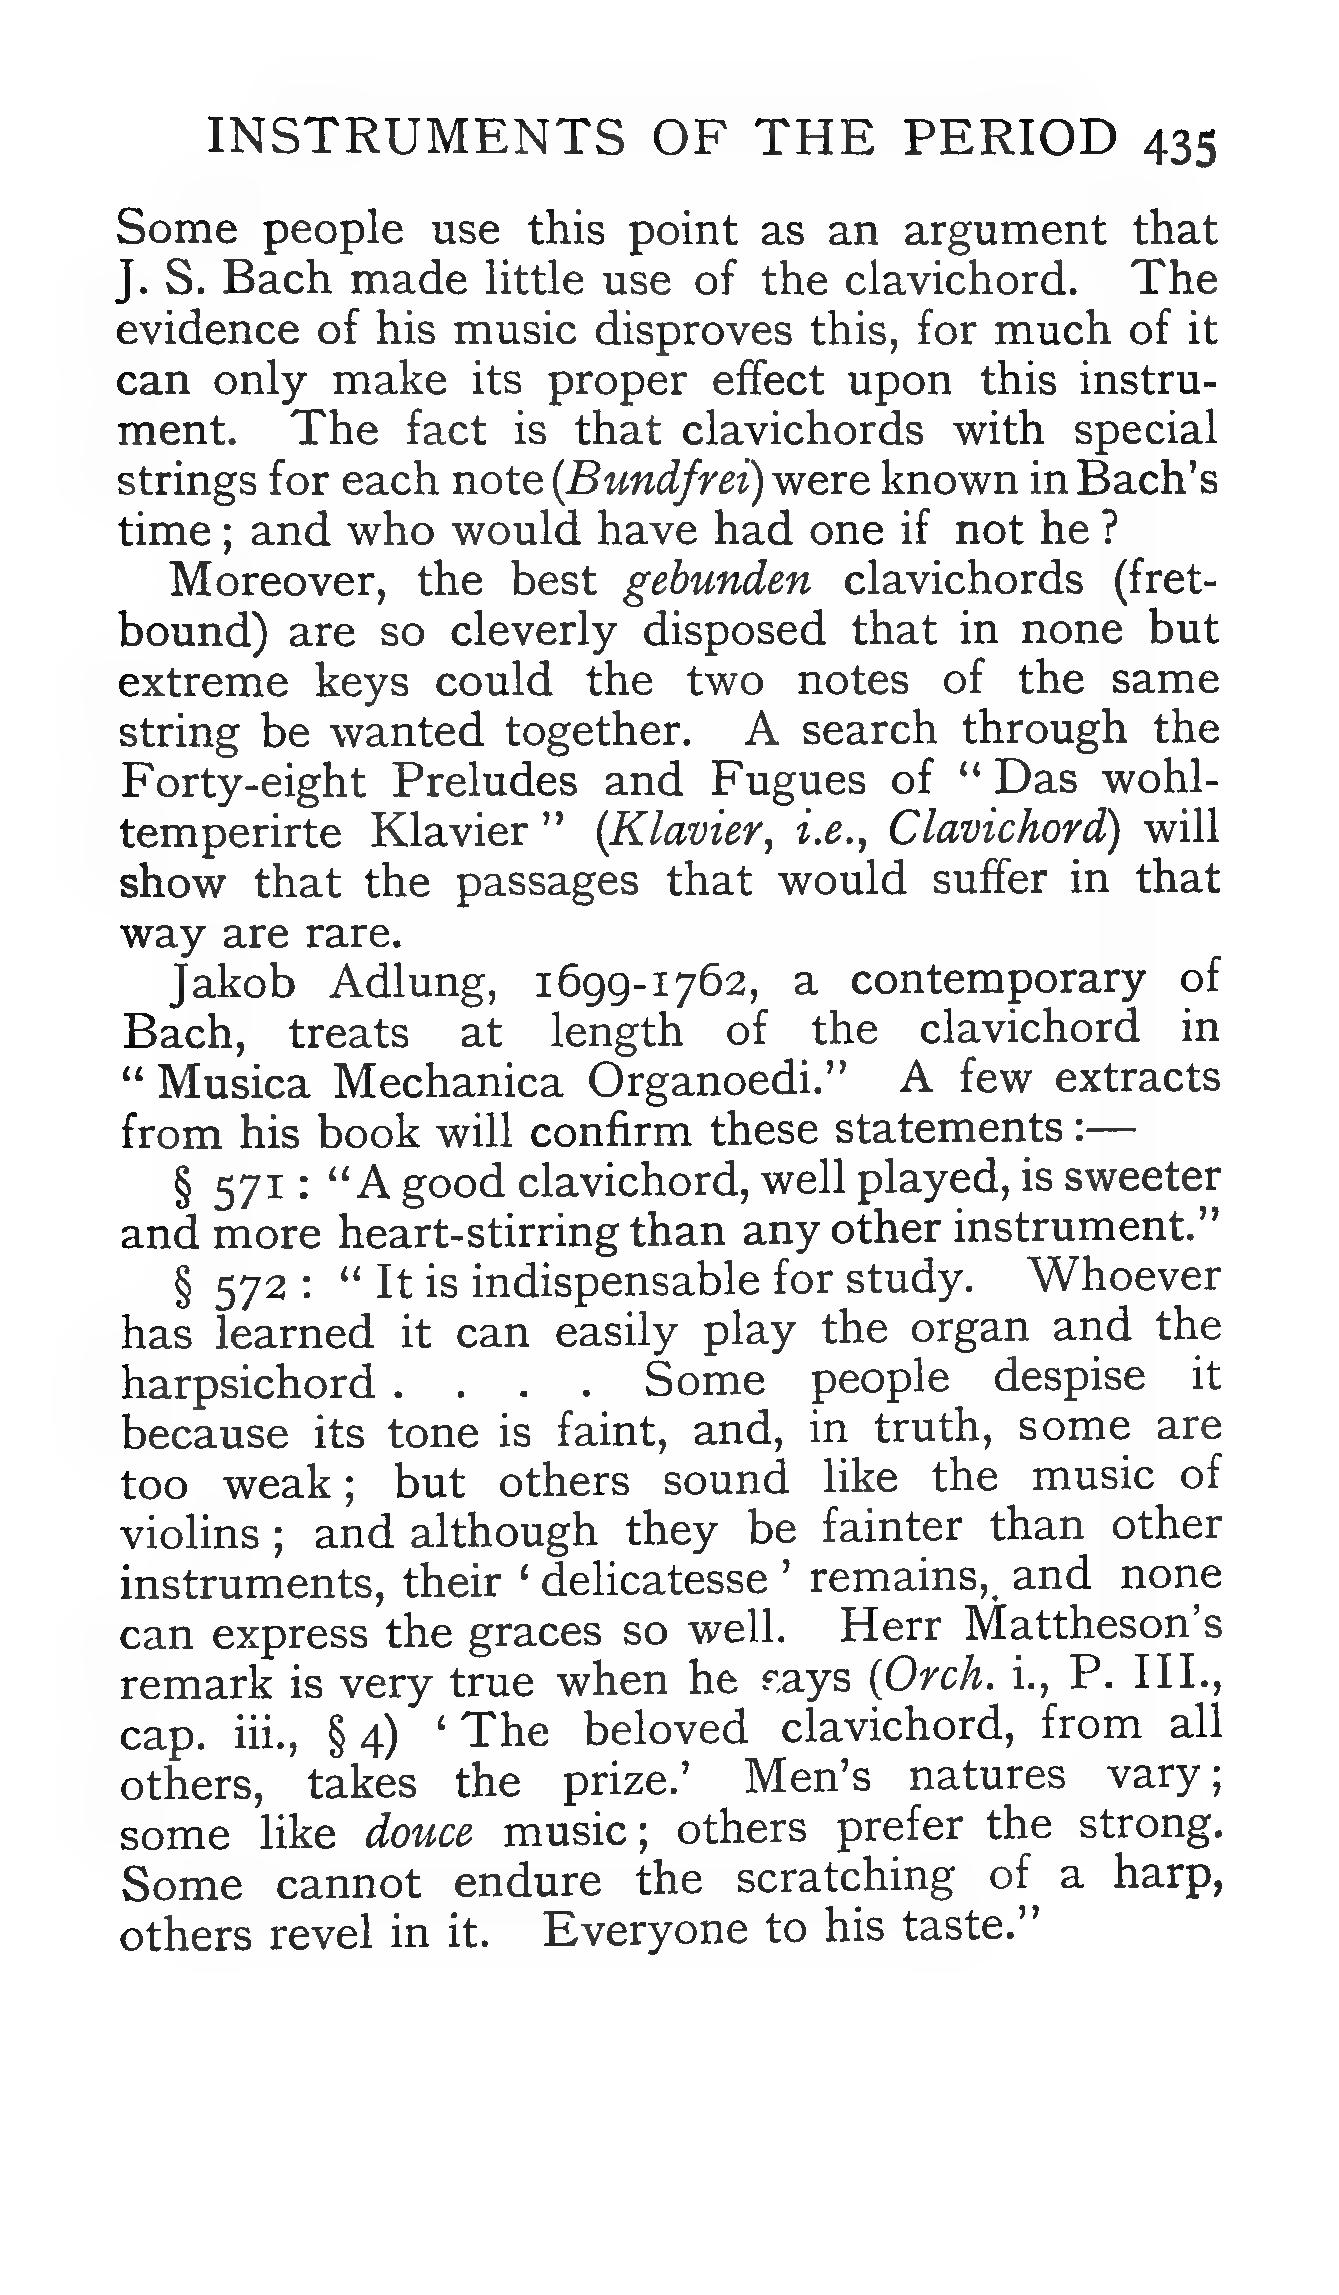 INSTRUMENTS OF THE PERIOD 435
Some people use this point as an argument that
J. S. Bach made little use of the clavichord. The
evidence of his music disproves this, for much of it
can only make its proper effect upon this instru-
ment. The fact is that clavichords with special
strings for each note (Bundfrei) were known in Bach's
time ; and who would have had one if not he ?
Moreover, the best gebunden clavichords (fret-
bound) are so cleverly disposed that in none but
extreme keys could the two notes of the same
string be wanted together. A search through the
Forty-eight Preludes and Fugues of “ Das wohl-
temperirte Klavier ” (Klavier, i.e., Clavichord) will
show that the passages that would suffer in that
way are rare.
Jakob Adlung, 1699-1762, a contemporary of
Bach, treats at length of the clavichord in
“ Musica Mechanica Organoedi.” A few extracts
from his book will confirm these statements :—
§ 571 : “A good clavichord, well played, is sweeter
and more heart-stirring than any other instrument.”
§ 572 : “ It is indispensable for study. Whoever
has learned it can easily play the organ and the
harpsichord . . . . Some people despise it
because its tone is faint, and, in truth, some are
too weak ; but others sound like the music of
violins ; and although they be fainter than other
instruments, their ‘ delicatesse ’ remains, and none
can express the graces so well. Herr Mattheson's
remark is very true when he says (Orch. i., P. III.,
cap. iii., § 4) ‘ The beloved clavichord, from all
others, takes the prize.’ Men's natures vary ;
some like douce music ; others prefer the strong.
Some cannot endure the scratching of a harp,
others revel in it. Everyone to his taste.”